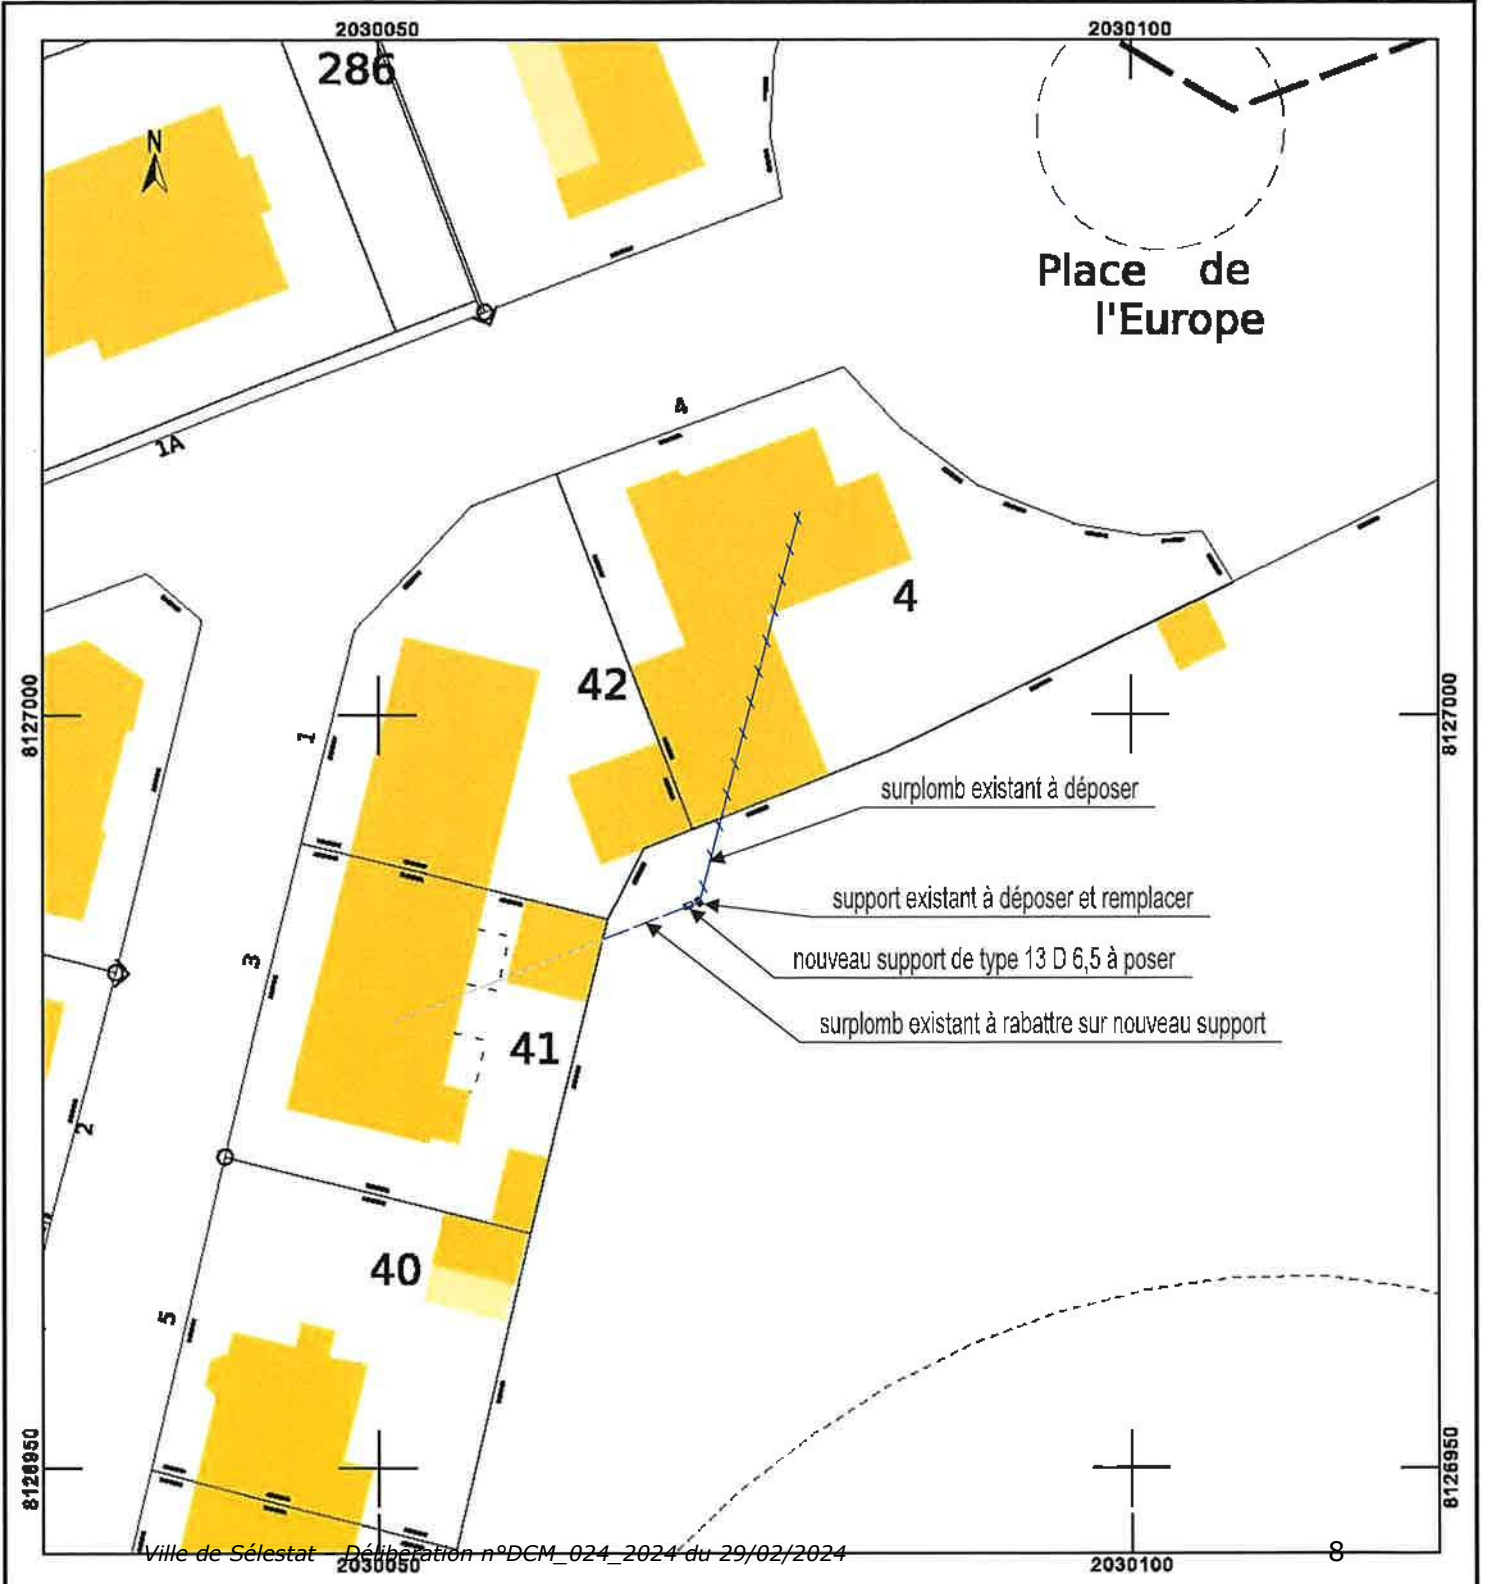 2030050 2030100
286
N
Place de
l'Europe
4
1A
4
42
8127000 8127000
1
surplomb existant à déposer
support existant à déposer et remplacer
3
nouveau support de type 13 D 6,5 à poser
surplomb existant à rabattre sur nouveau support
41
2
40
5
8126950 8126950
Ville de Sélestat - Délibération n°DCM_024_2024 du 29/02/2024 8
2030050 2030100